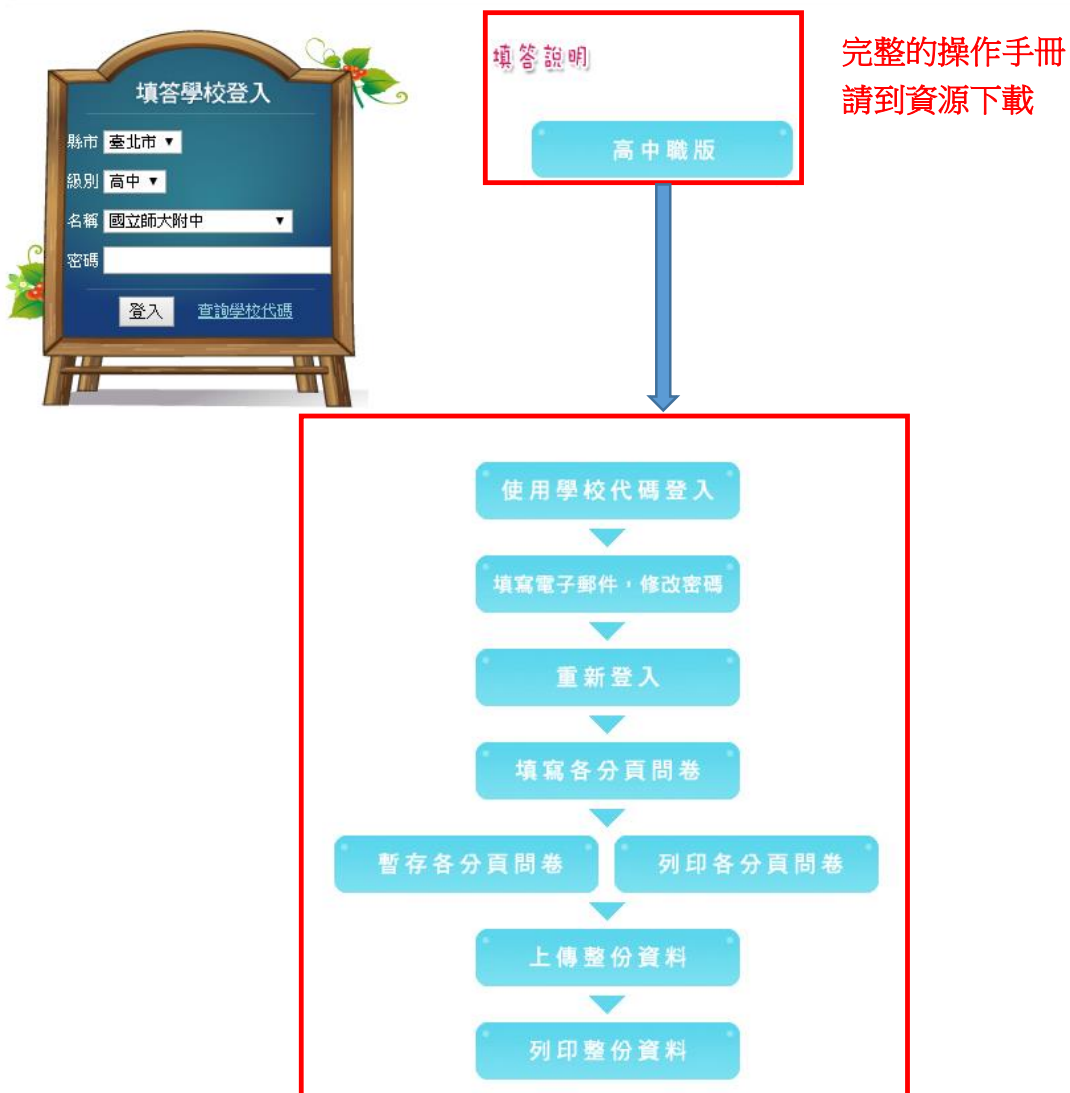 填答學校登入
縣市 臺北市
級別 高中
名稱 國立師大附中
密碼
登入 查詢學校代碼
填答說明
高中職版
完整的操作手冊
請到資源下載
使用學校代碼登入
填寫電子郵件，修改密碼
重新登入
填寫各分頁問卷
暫存各分頁問卷 列印各分頁問卷
上傳整份資料
列印整份資料